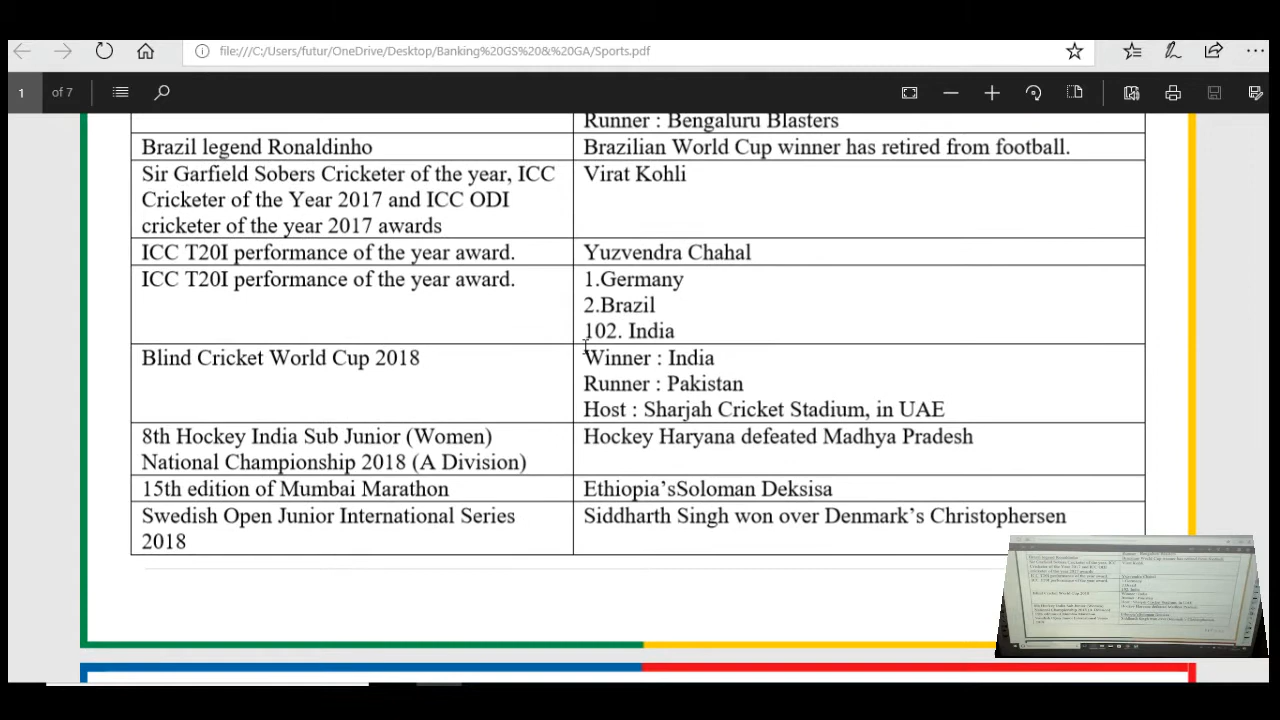 file:///C:/Users/futur/OneDrive/Desktop/Banking%20GS%20&%20GA/Sports.pdf
1 of 7
Runner : Bengaluru Blasters
Brazil legend Ronaldinho
Brazilian World Cup winner has retired from football.
Sir Garfield Sobers Cricketer of the year, ICC
Cricketer of the Year 2017 and ICC ODI
cricketer of the year 2017 awards
Virat Kohli
ICC T20I performance of the year award.
Yuzvendra Chahal
ICC T20I performance of the year award.
1.Germany
2.Brazil
102. India
Blind Cricket World Cup 2018
Winner : India
Runner : Pakistan
Host : Sharjah Cricket Stadium, in UAE
8th Hockey India Sub Junior (Women)
National Championship 2018 (A Division)
Hockey Haryana defeated Madhya Pradesh
15th edition of Mumbai Marathon
Ethiopia’sSoloman Deksisa
Swedish Open Junior International Series
2018
Siddharth Singh won over Denmark’s Christophersen